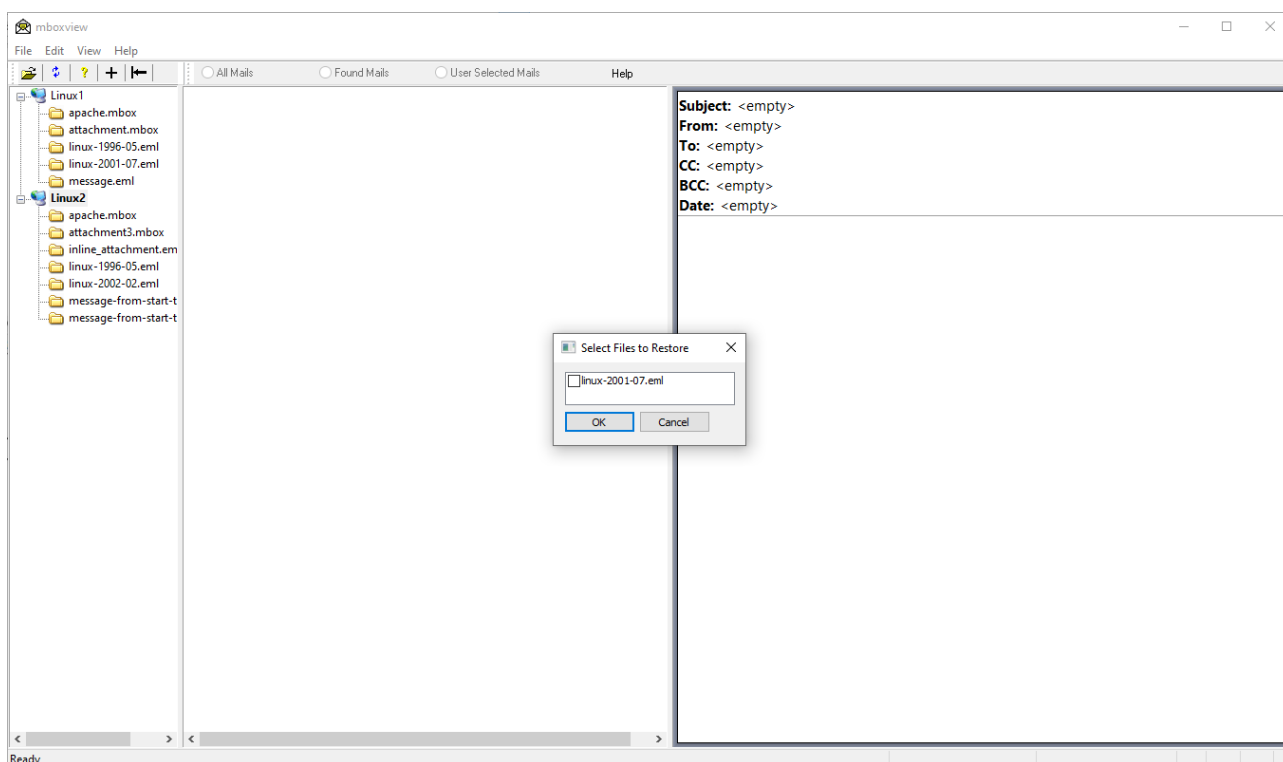 mboxview
File Edit View Help
All Mails Found Mails User Selected Mails Help
Linux1
apache.mbox
attachment.mbox
linux-1996-05.eml
linux-2001-07.eml
message.eml
Linux2
apache.mbox
attachment3.mbox
inline_attachment.em
linux-1996-05.eml
linux-2002-02.eml
message-from-start-t
message-from-start-t
Subject: <empty>
From: <empty>
To: <empty>
CC: <empty>
BCC: <empty>
Date: <empty>
Select Files to Restore
linux-2001-07.eml
OK Cancel
Ready